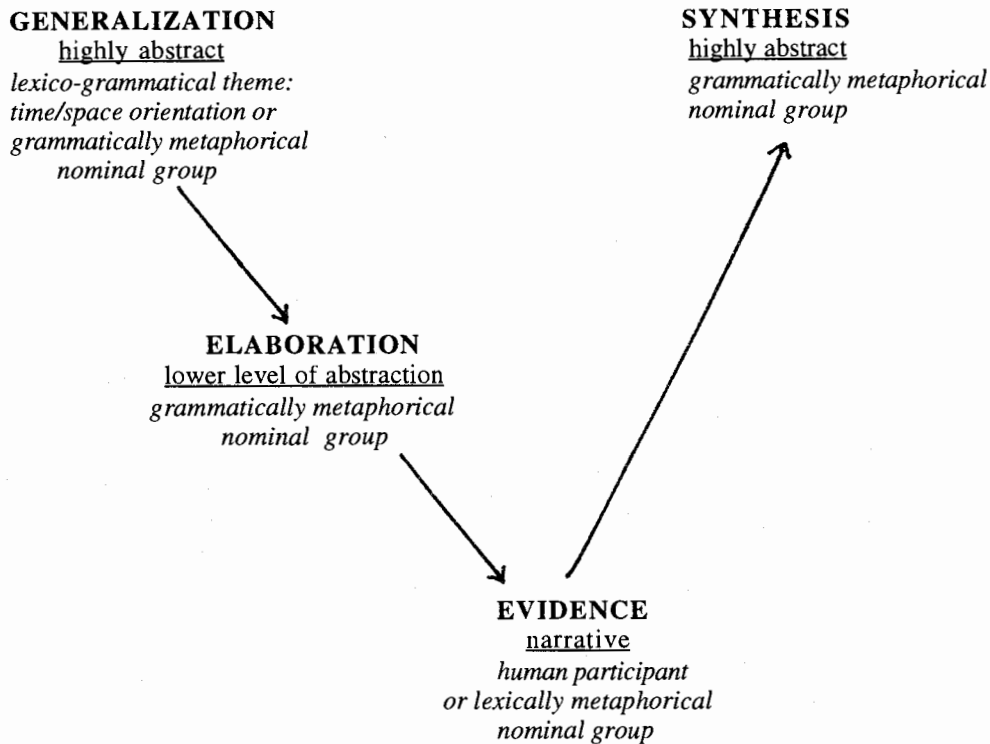 GENERALIZATION
highly abstract
lexico-grammatical theme:
time/space orientation or
grammatically metaphorical
nominal group
SYNTHESIS
highly abstract
grammatically metaphorical
nominal group
ELABORATION
lower level of abstraction
grammatically metaphorical
nominal group
EVIDENCE
narrative
human participant
or lexically metaphorical
nominal group